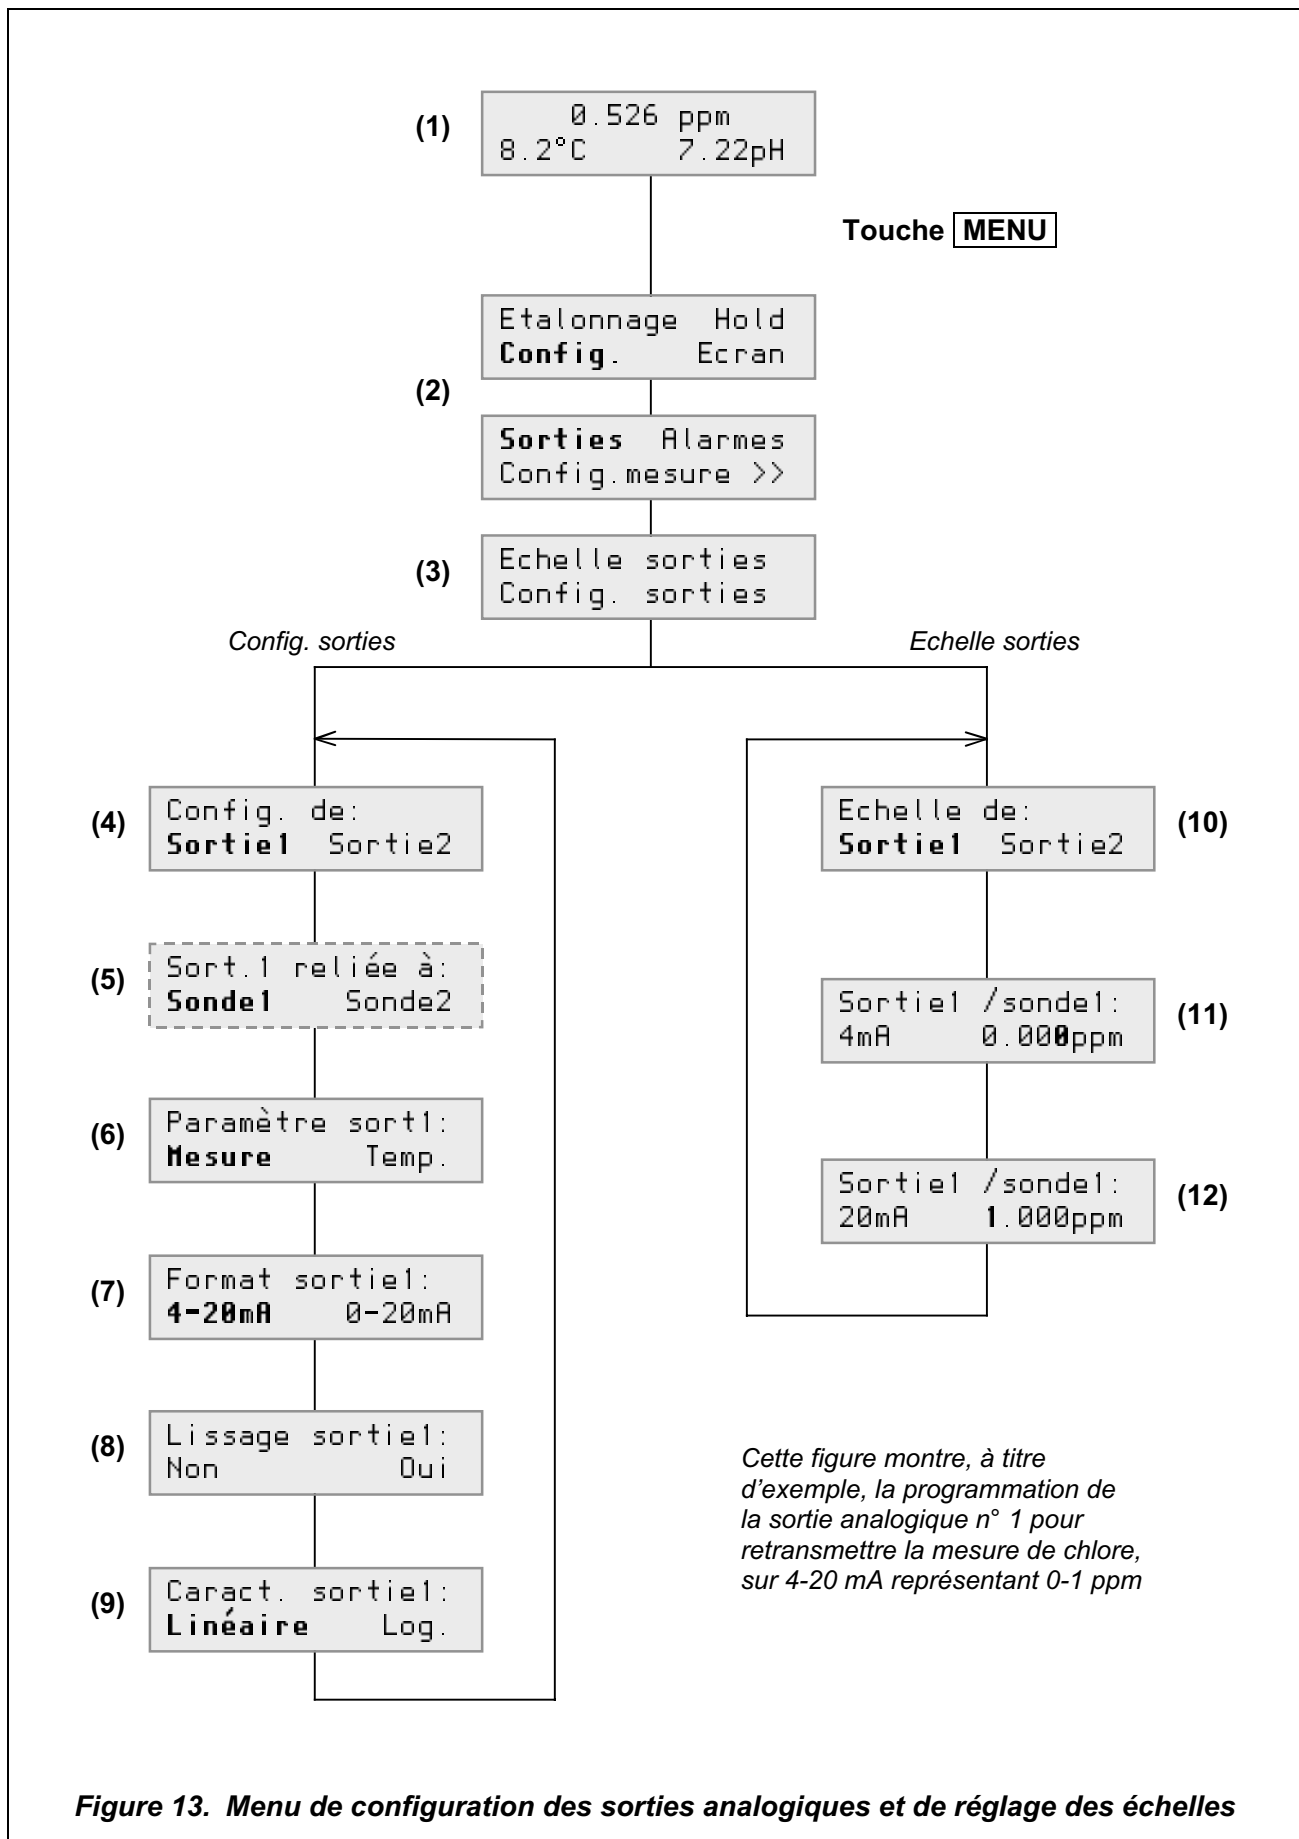 (1)
0.526 ppm
8.2°C 7.22pH
Touche MENU
Etalonnage Hold
Config. Ecran
(2)
Sorties Alarmes
Config.mesure >>
(3)
Echelle sorties
Config. sorties
Config. sorties
Echelle sorties
(4)
Config. de:
Sortie1 Sortie2
(5)
Sort.1 reliée à:
Sonde1 Sonde2
(6)
Paramètre sort1:
Mesure Temp.
(7)
Format sortie1:
4-20mA 0-20mA
(8)
Lissage sortie1:
Non Oui
(9)
Caract. sortie1:
Linéaire Log.
Echelle de:
Sortie1 Sortie2
(10)
Sortie1 /sonde1:
4mA 0.000ppm
(11)
Sortie1 /sonde1:
20mA 1.000ppm
(12)
Cette figure montre, à titre
d'exemple, la programmation de
la sortie analogique n° 1 pour
retransmettre la mesure de chlore,
sur 4-20 mA représentant 0-1 ppm
Figure 13. Menu de configuration des sorties analogiques et de réglage des échelles